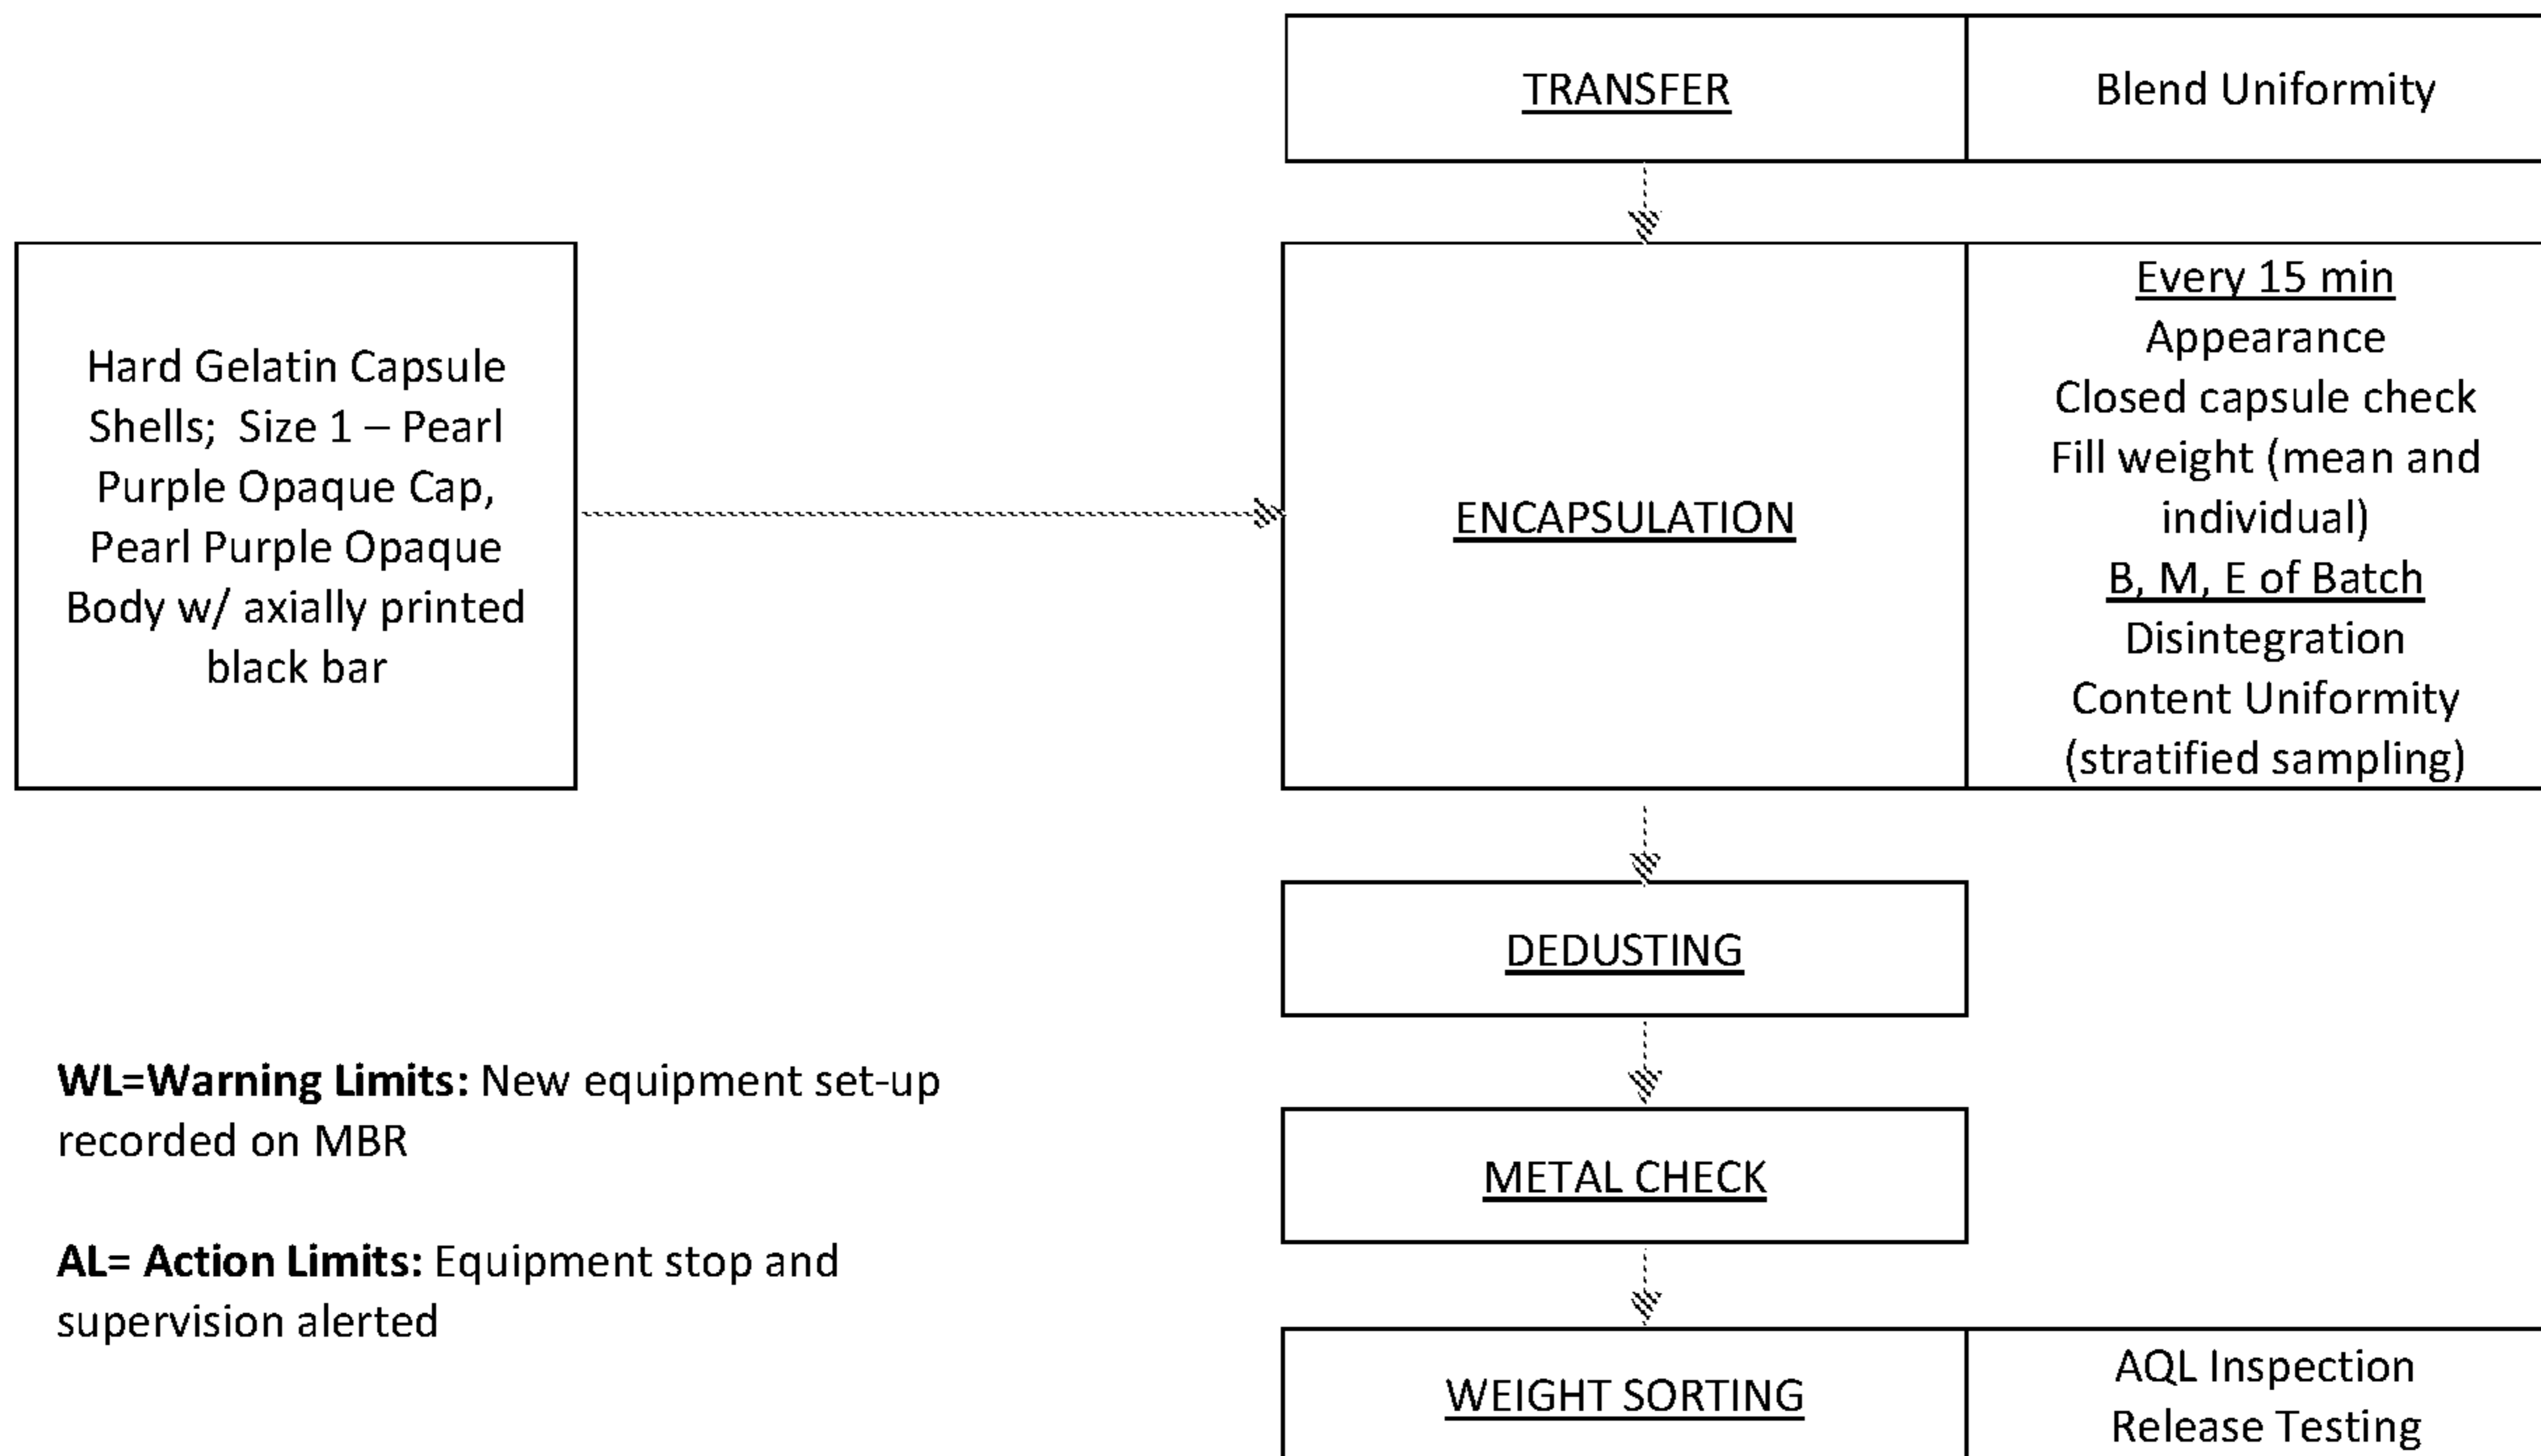 TRANSFER
Blend Uniformity
Hard Gelatin Capsule
Shells;  Size 1 – Pearl
Purple Opaque Cap,
Pearl Purple Opaque
Body w/ axially printed
black bar
ENCAPSULATION
Every 15 min
Appearance
Closed capsule check
Fill weight (mean and
individual)
B, M, E of Batch
Disintegration
Content Uniformity
(stratified sampling)
DEDUSTING
WL=Warning Limits: New equipment set-up
recorded on MBR
METAL CHECK
AL= Action Limits: Equipment stop and
supervision alerted
WEIGHT SORTING
AQL Inspection
Release Testing